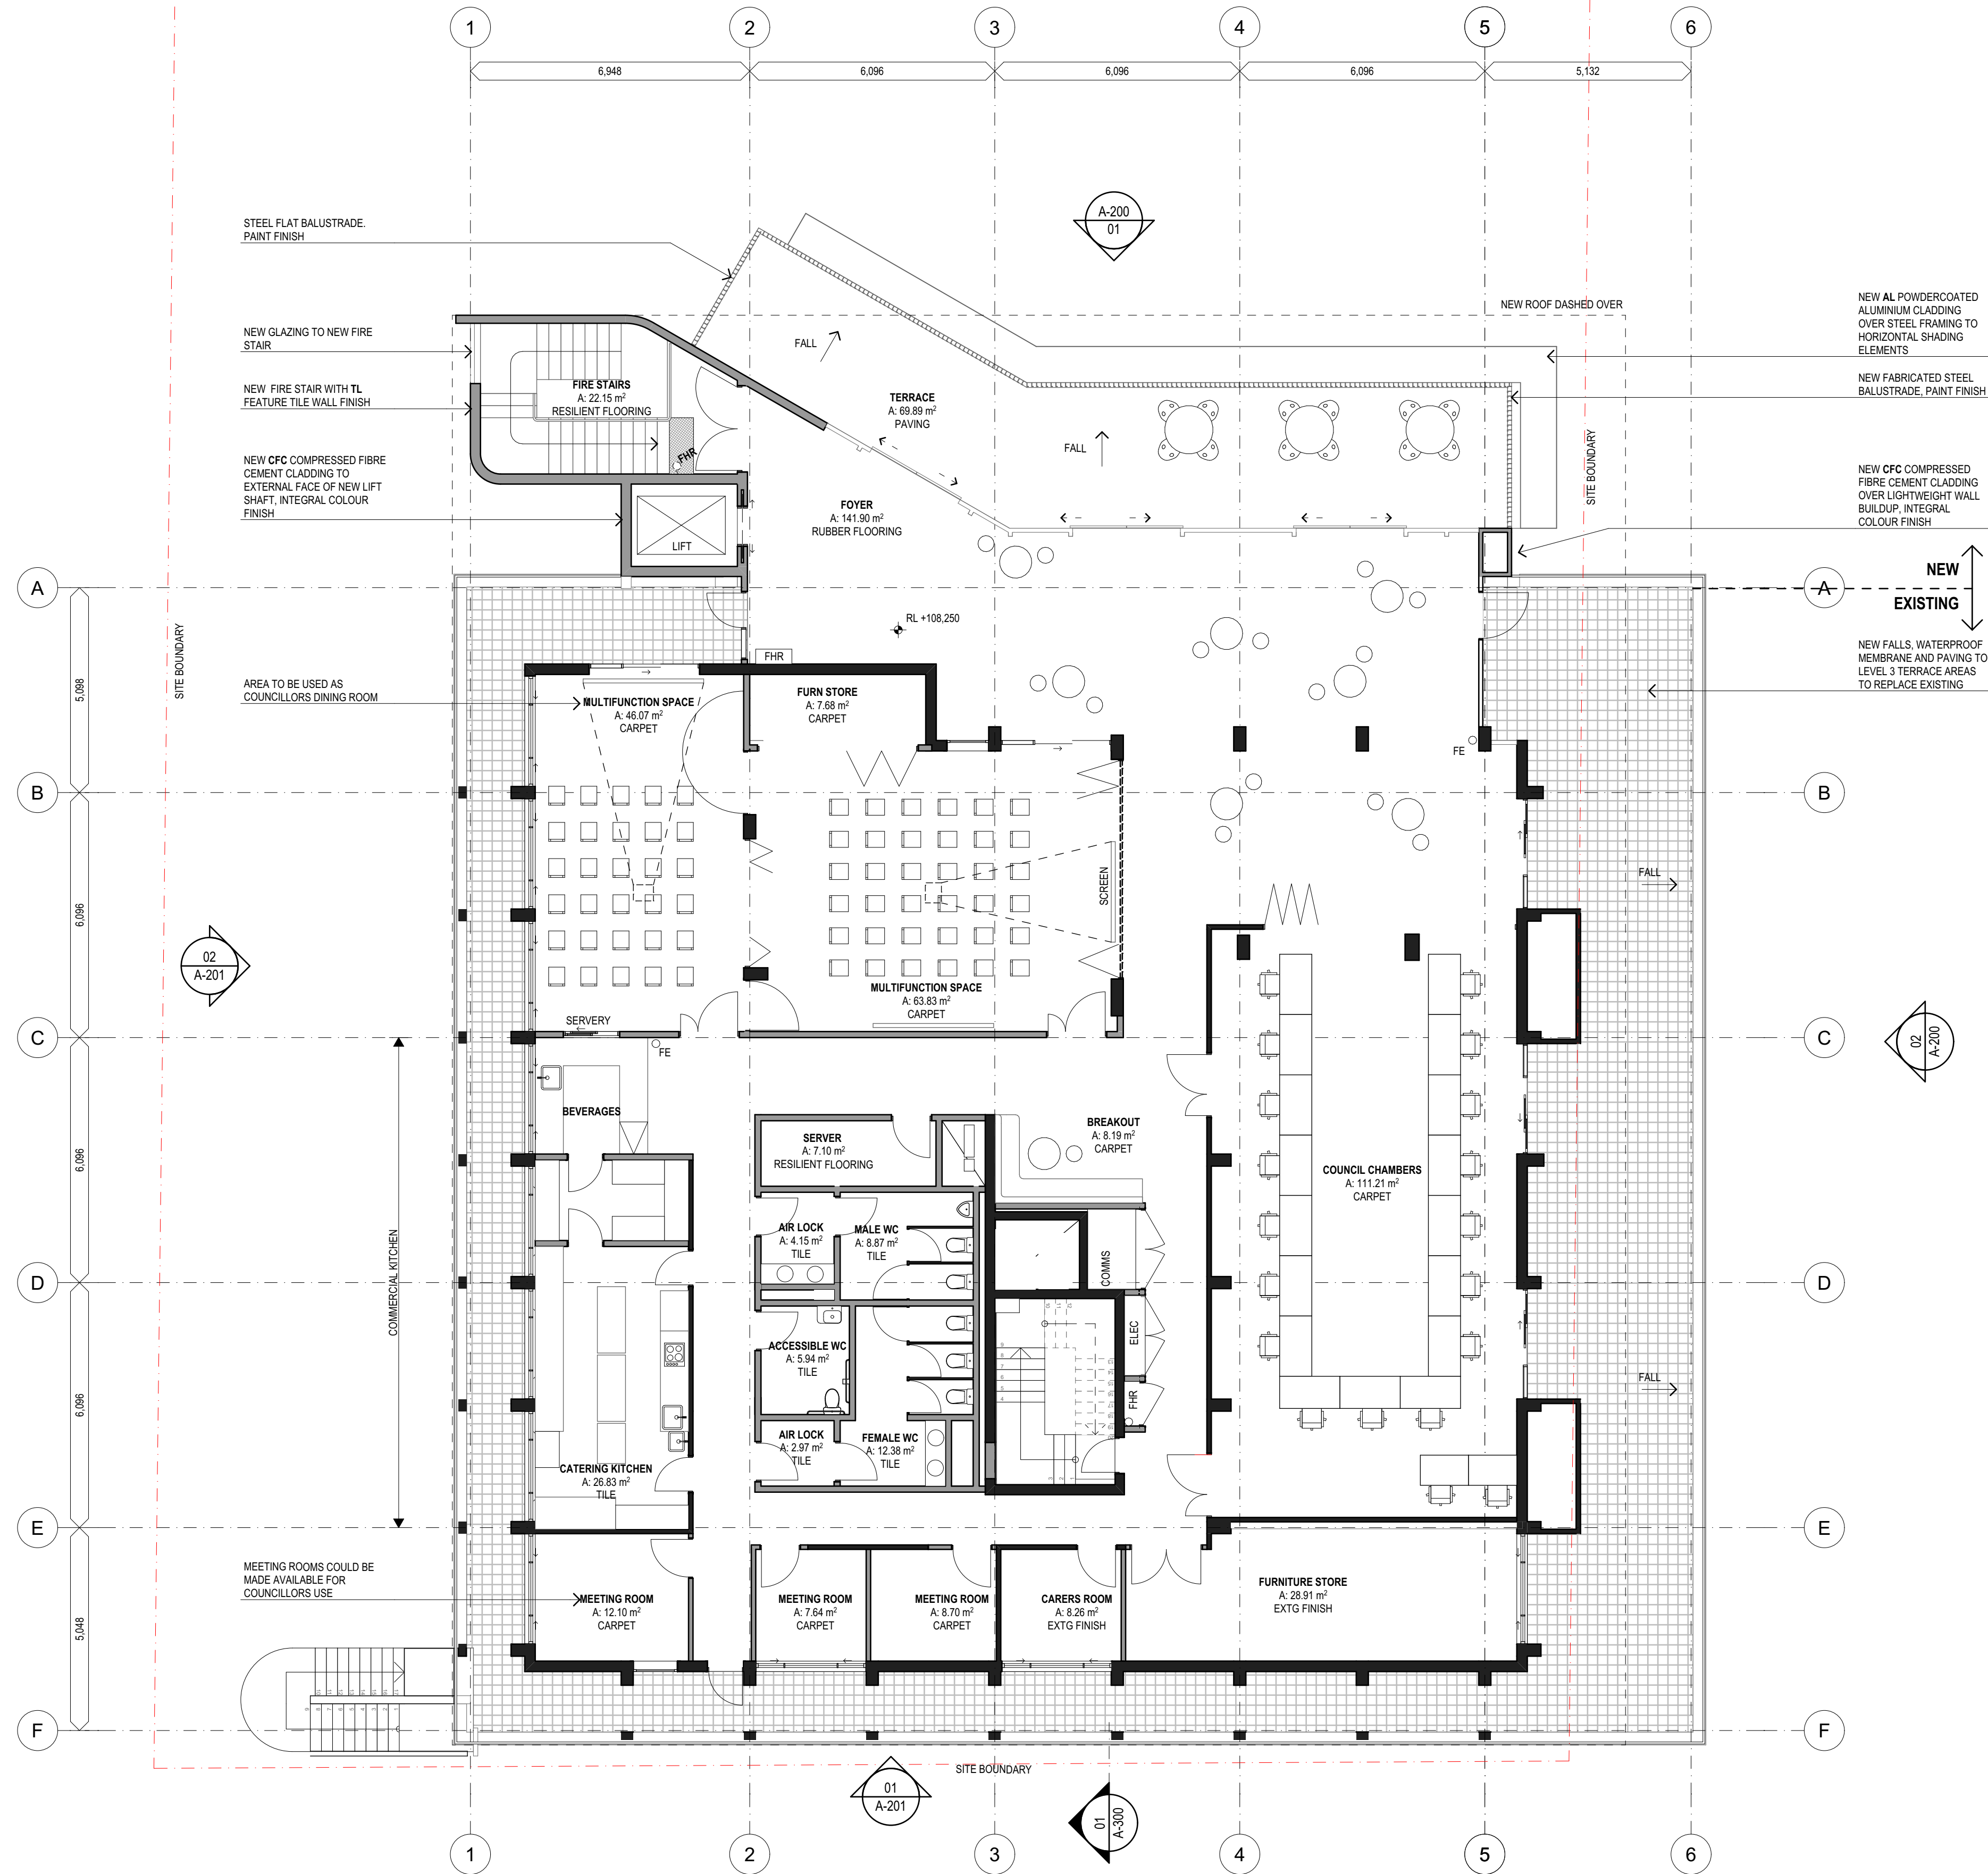 1
2
3
4
5
6
6,948
6,096
6,096
6,096
5,132
A-200
01
STEEL FLAT BALUSTRADE.
PAINT FINISH
NEW GLAZING TO NEW FIRE
STAIR
NEW FIRE STAIR WITH TL
FEATURE TILE WALL FINISH
NEW CFC COMPRESSED FIBRE
CEMENT CLADDING TO
EXTERNAL FACE OF NEW LIFT
SHAFT, INTEGRAL COLOUR
FINISH
NEW ROOF DASHED OVER
NEW AL POWDERCOATED
ALUMINIUM CLADDING
OVER STEEL FRAMING TO
HORIZONTAL SHADING
ELEMENTS
NEW FABRICATED STEEL
BALUSTRADE, PAINT FINISH
NEW CFC COMPRESSED
FIBRE CEMENT CLADDING
OVER LIGHTWEIGHT WALL
BUILDUP, INTEGRAL
COLOUR FINISH
SITE BOUNDARY
FALL
FIRE STAIRS
A: 22.15 m²
RESILIENT FLOORING
FHR
TERRACE
A: 69.89 m²
PAVING
FALL
FOYER
A: 141.90 m²
RUBBER FLOORING
LIFT
A
A
NEW
EXISTING
NEW FALLS, WATERPROOF
MEMBRANE AND PAVING TO
LEVEL 3 TERRACE AREAS
TO REPLACE EXISTING
RL +108,250
SITE BOUNDARY
5,098
AREA TO BE USED AS
COUNCILLORS DINING ROOM
FHR
MULTIFUNCTION SPACE
A: 46.07 m²
CARPET
FURN STORE
A: 7.68 m²
CARPET
FE
B
B
6,096
SCREEN
FALL
02
A-201
MULTIFUNCTION SPACE
A: 63.83 m²
CARPET
SERVERY
C
C
02
A-200
FE
BEVERAGES
6,096
SERVER
A: 7.10 m²
RESILIENT FLOORING
BREAKOUT
A: 8.19 m²
CARPET
COUNCIL CHAMBERS
A: 111.21 m²
CARPET
COMMERCIAL KITCHEN
AIR LOCK
A: 4.15 m²
TILE
MALE WC
A: 8.87 m²
TILE
COMMS
D
D
6,096
ELEC
ACCESSIBLE WC
A: 5.94 m²
TILE
FHR
FALL
AIR LOCK
A: 2.97 m²
TILE
FEMALE WC
A: 12.38 m²
TILE
CATERING KITCHEN
A: 26.83 m²
TILE
E
E
5,048
MEETING ROOMS COULD BE
MADE AVAILABLE FOR
COUNCILLORS USE
MEETING ROOM
A: 12.10 m²
CARPET
MEETING ROOM
A: 7.64 m²
CARPET
MEETING ROOM
A: 8.70 m²
CARPET
CARERS ROOM
A: 8.26 m²
EXTG FINISH
FURNITURE STORE
A: 28.91 m²
EXTG FINISH
F
F
SITE BOUNDARY
01
A-201
01
A-300
1
2
3
4
5
6